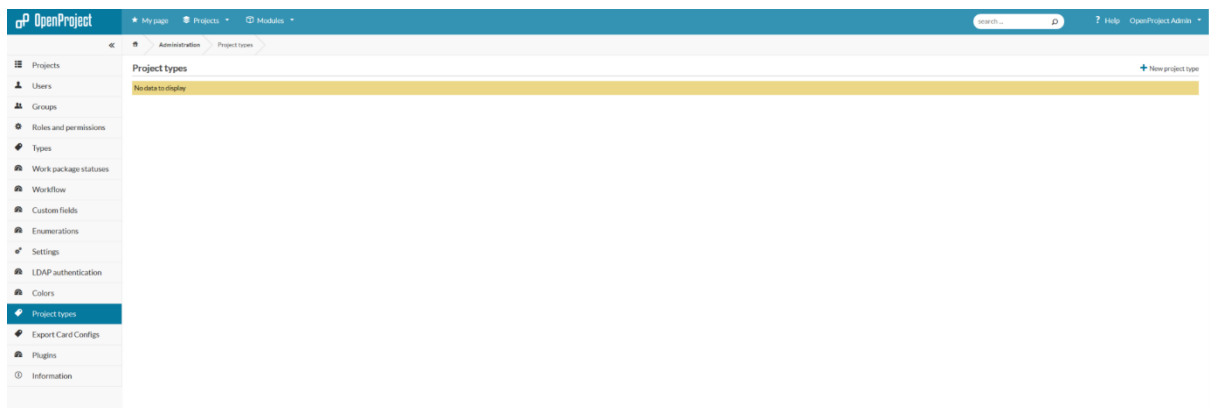 OpenProject
My page Projects Modules search ... ? Help OpenProject Admin
« Administration Project types
Projects
Project types
+ New project type
Users
No data to display
Groups
Roles and permissions
Types
Work package statuses
Workflow
Custom fields
Enumerations
Settings
LDAP authentication
Colors
Project types
Export Card Configs
Plugins
Information